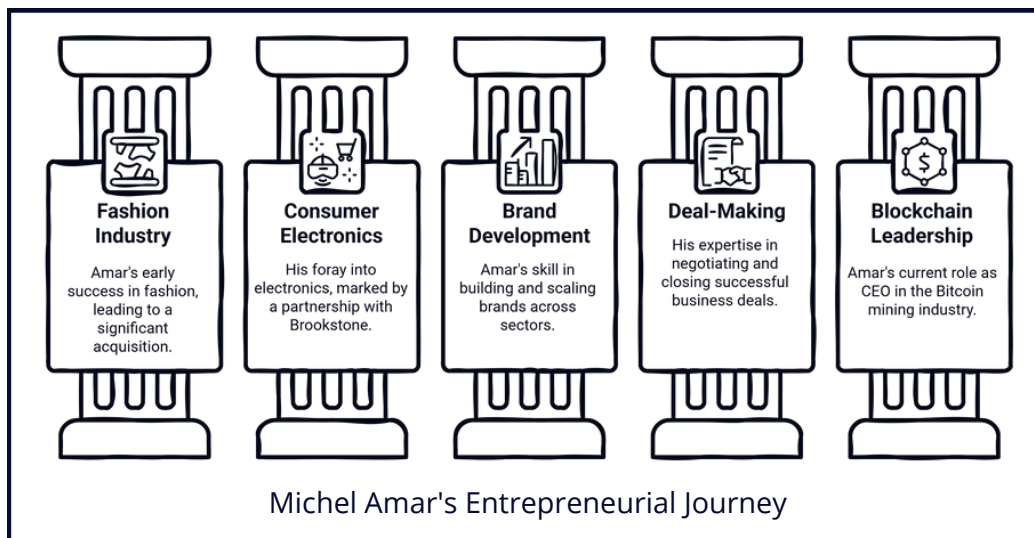 Fashion
Industry
Amar's early
success in fashion,
leading to a
significant
acquisition.
Consumer
Electronics
His foray into
electronics, marked by
a partnership with
Brookstone.
Brand
Development
Amar's skill in
building and scaling
brands across
sectors.
Deal-Making
His expertise in
negotiating and
closing successful
business deals.
Blockchain
Leadership
Amar's current role as
CEO in the Bitcoin
mining industry.
Michel Amar's Entrepreneurial Journey